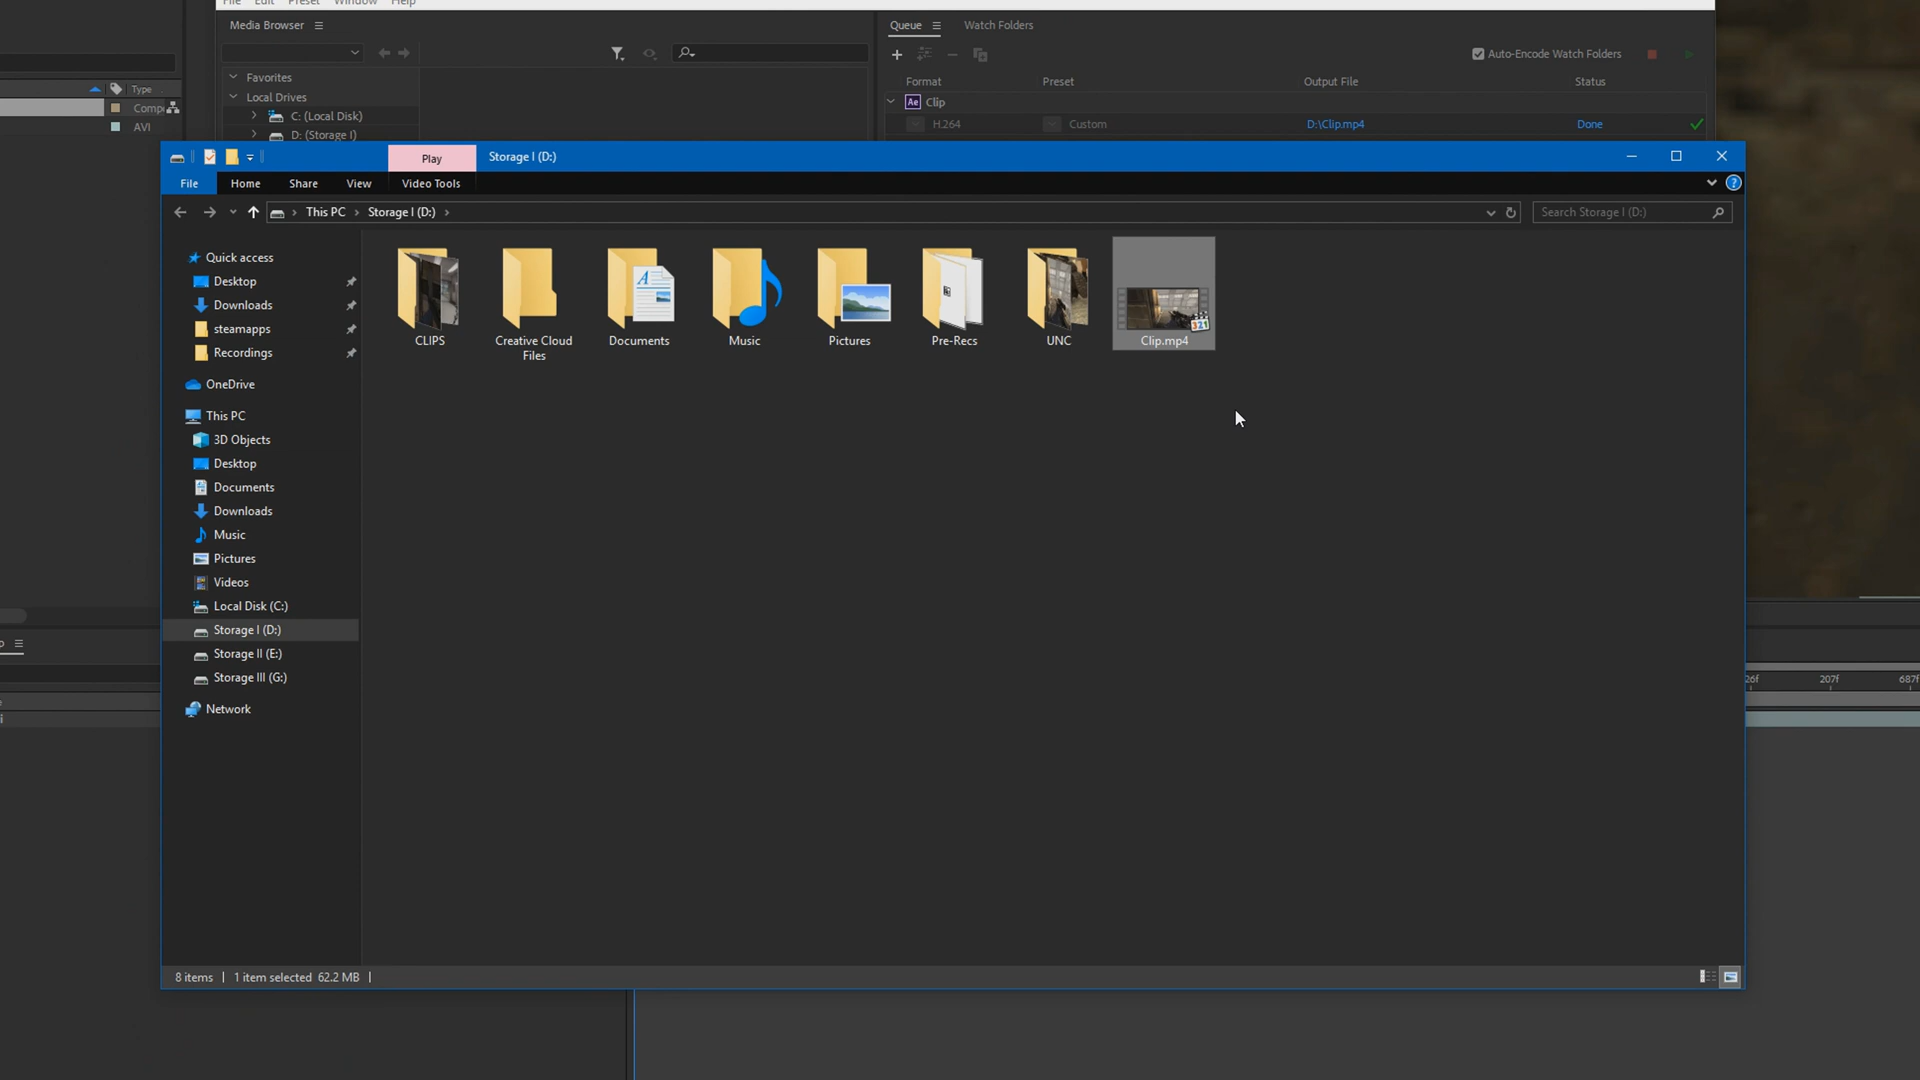 File Edit Preset Window Help
Media Browser
Queue
Watch Folders
Auto-Encode Watch Folders
Type
Format Preset Output File Status
Favorites
Local Drives
C: (Local Disk)
D: (Storage I)
Ae Clip
H.264 Custom D:\Clip.mp4 Done
AVI
Play
Storage I (D:)
File Home Share View Video Tools
This PC Storage I (D:)
Search Storage I (D:)
Quick access
Desktop
Downloads
steamapps
Recordings
OneDrive
This PC
3D Objects
Desktop
Documents
Downloads
Music
Pictures
Videos
Local Disk (C:)
Storage I (D:)
Storage II (E:)
Storage III (G:)
Network
CLIPS
Creative Cloud
Files
Documents
Music
Pictures
Pre-Recs
UNC
321
Clip.mp4
207f
687f
8 items 1 item selected 62.2 MB